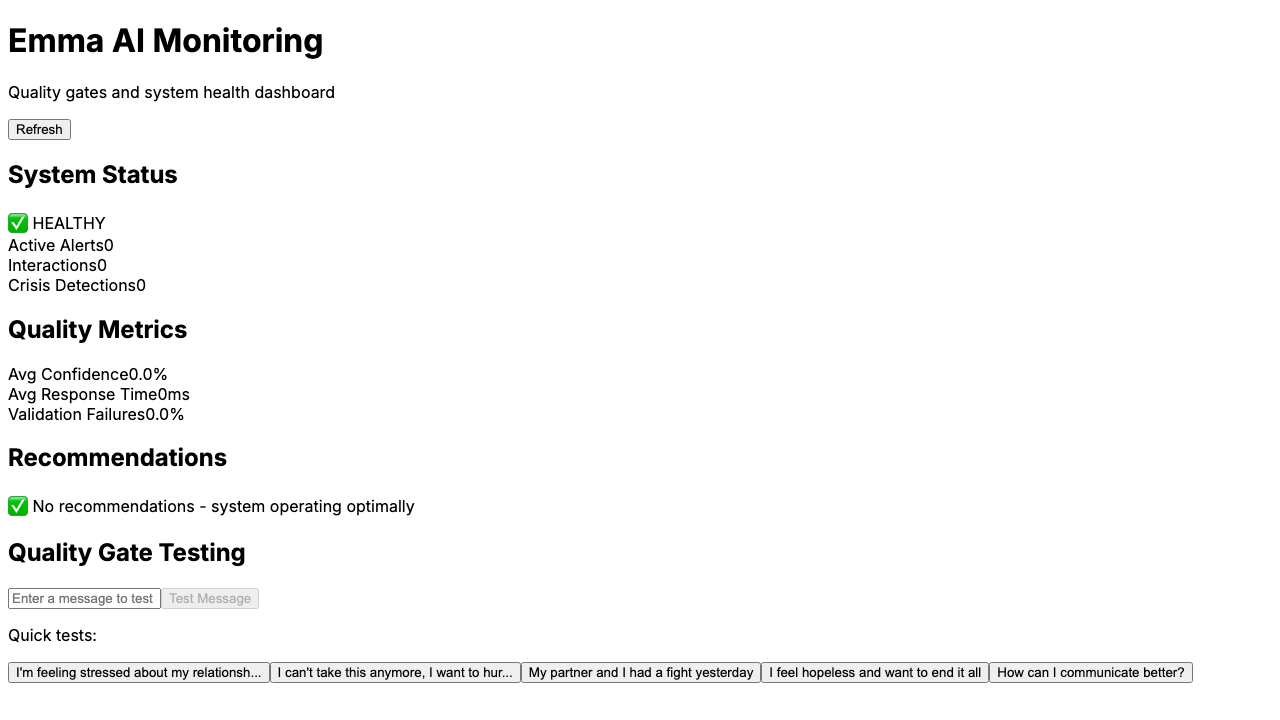 Emma AI Monitoring
Quality gates and system health dashboard
Refresh
System Status
✅ HEALTHY
Active Alerts0
Interactions0
Crisis Detections0
Quality Metrics
Avg Confidence0.0%
Avg Response Time0ms
Validation Failures0.0%
Recommendations
✅ No recommendations - system operating optimally
Quality Gate Testing
Enter a message to test Test Message
Quick tests:
I'm feeling stressed about my relationsh... I can't take this anymore, I want to hur... My partner and I had a fight yesterday I feel hopeless and want to end it all How can I communicate better?